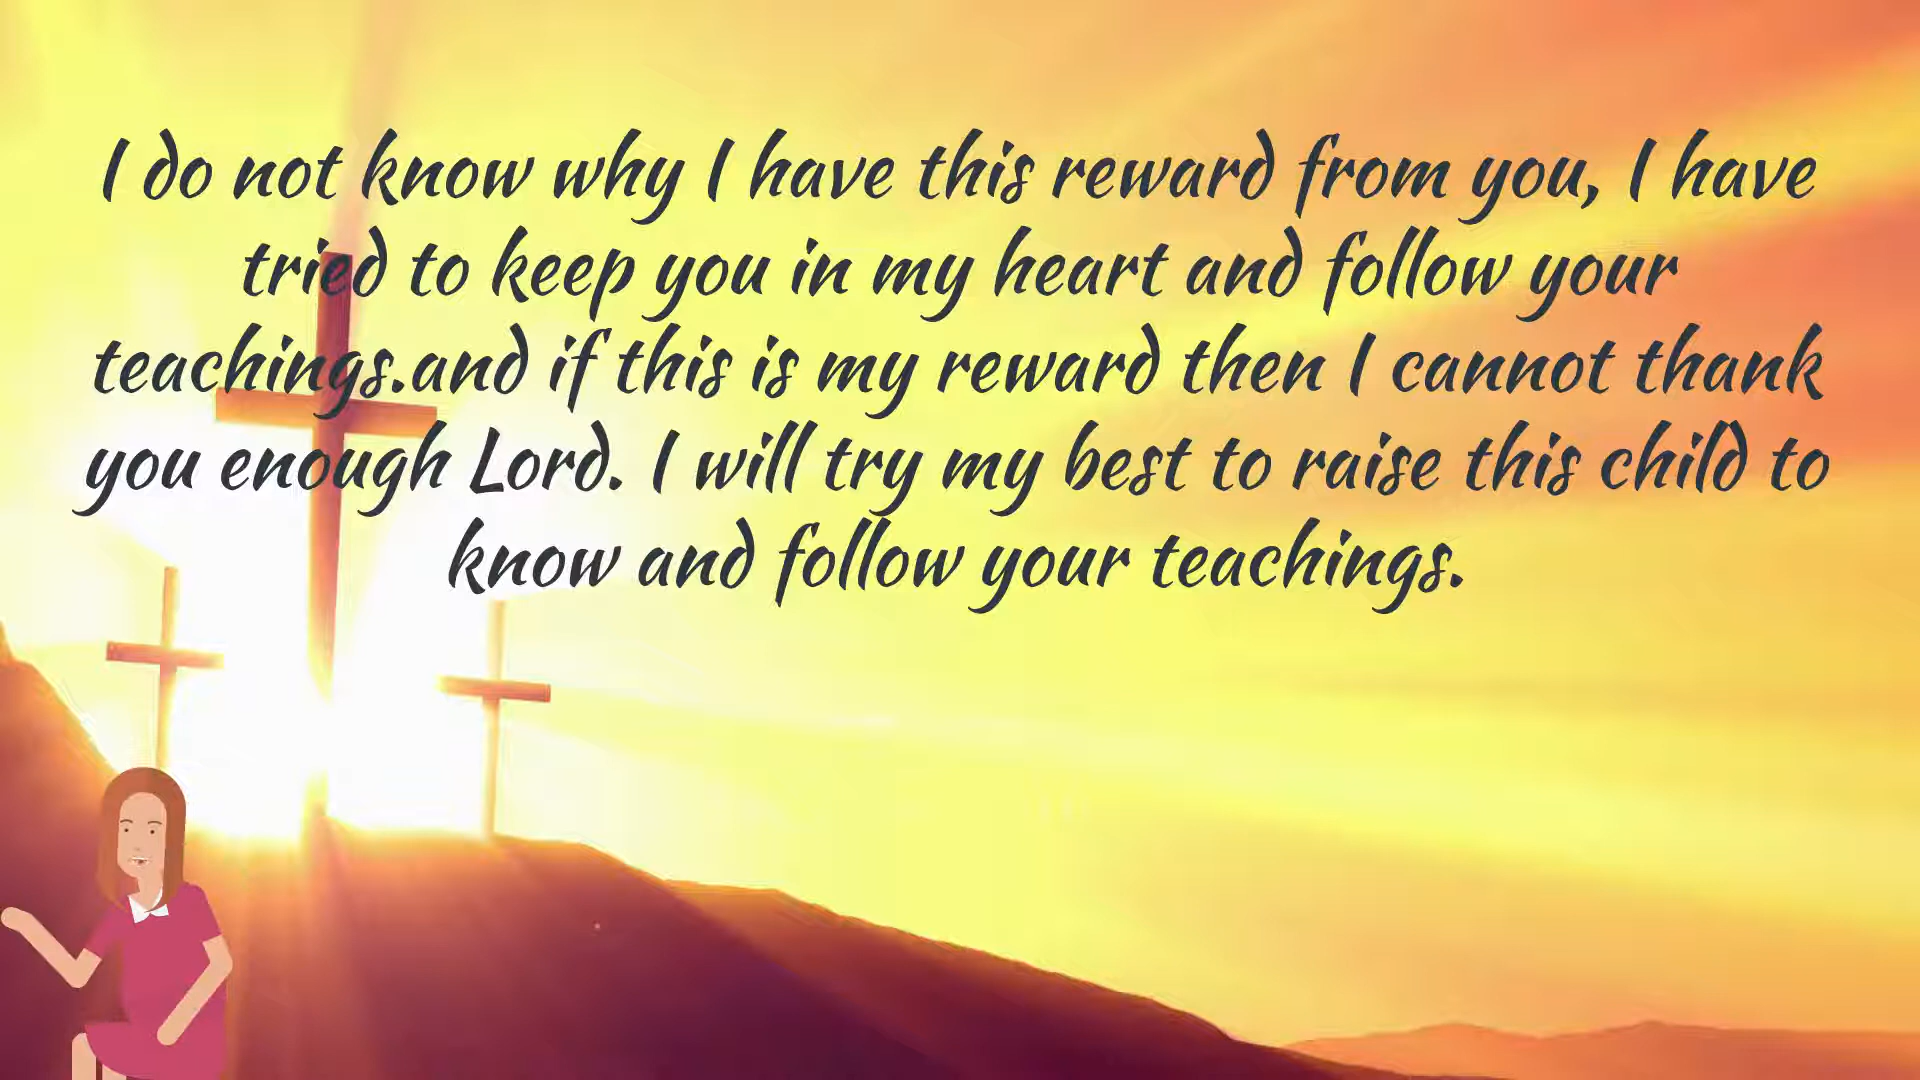 I do not know why I have this reward from you, I have
tried to keep you in my heart and follow your
teachings.and if this is my reward then I cannot thank
you enough Lord. I will try my best to raise this child to
know and follow your teachings.